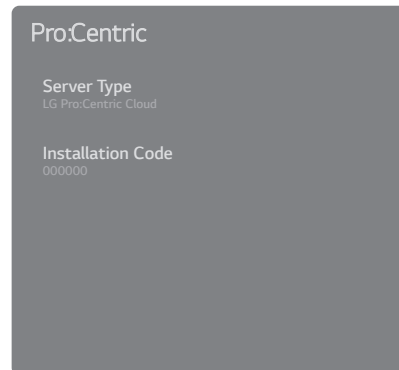 Pro:Centric
Server Type
LG Pro:Centric Cloud
Installation Code
000000